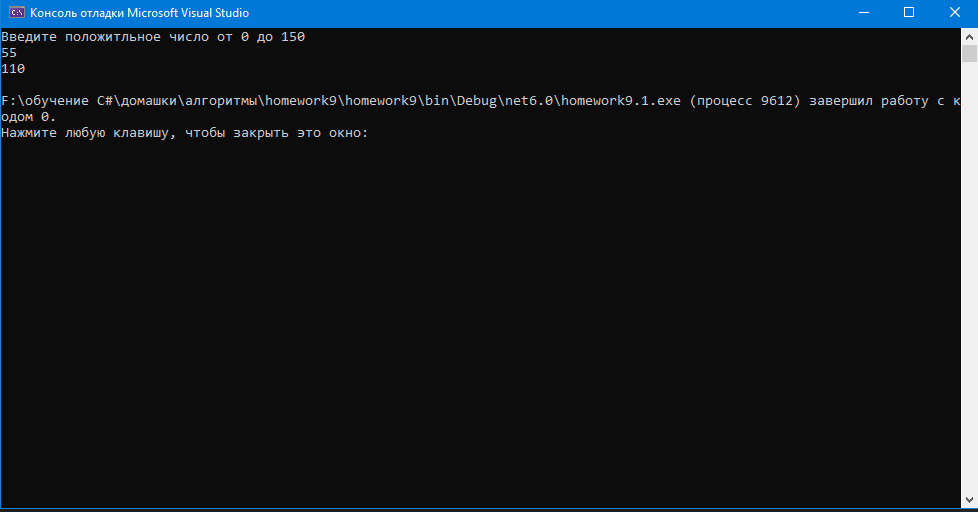 Консоль отладки Microsoft Visual Studio
Введите положитльное число от 0 до 150
55
110
F:\обучение C#\домашки\алгоритмы\homework9\homework9\bin\Debug\net6.0\homework9.1.exe (процесс 9612) завершил работу с к
одом 0.
Нажмите любую клавишу, чтобы закрыть это окно: